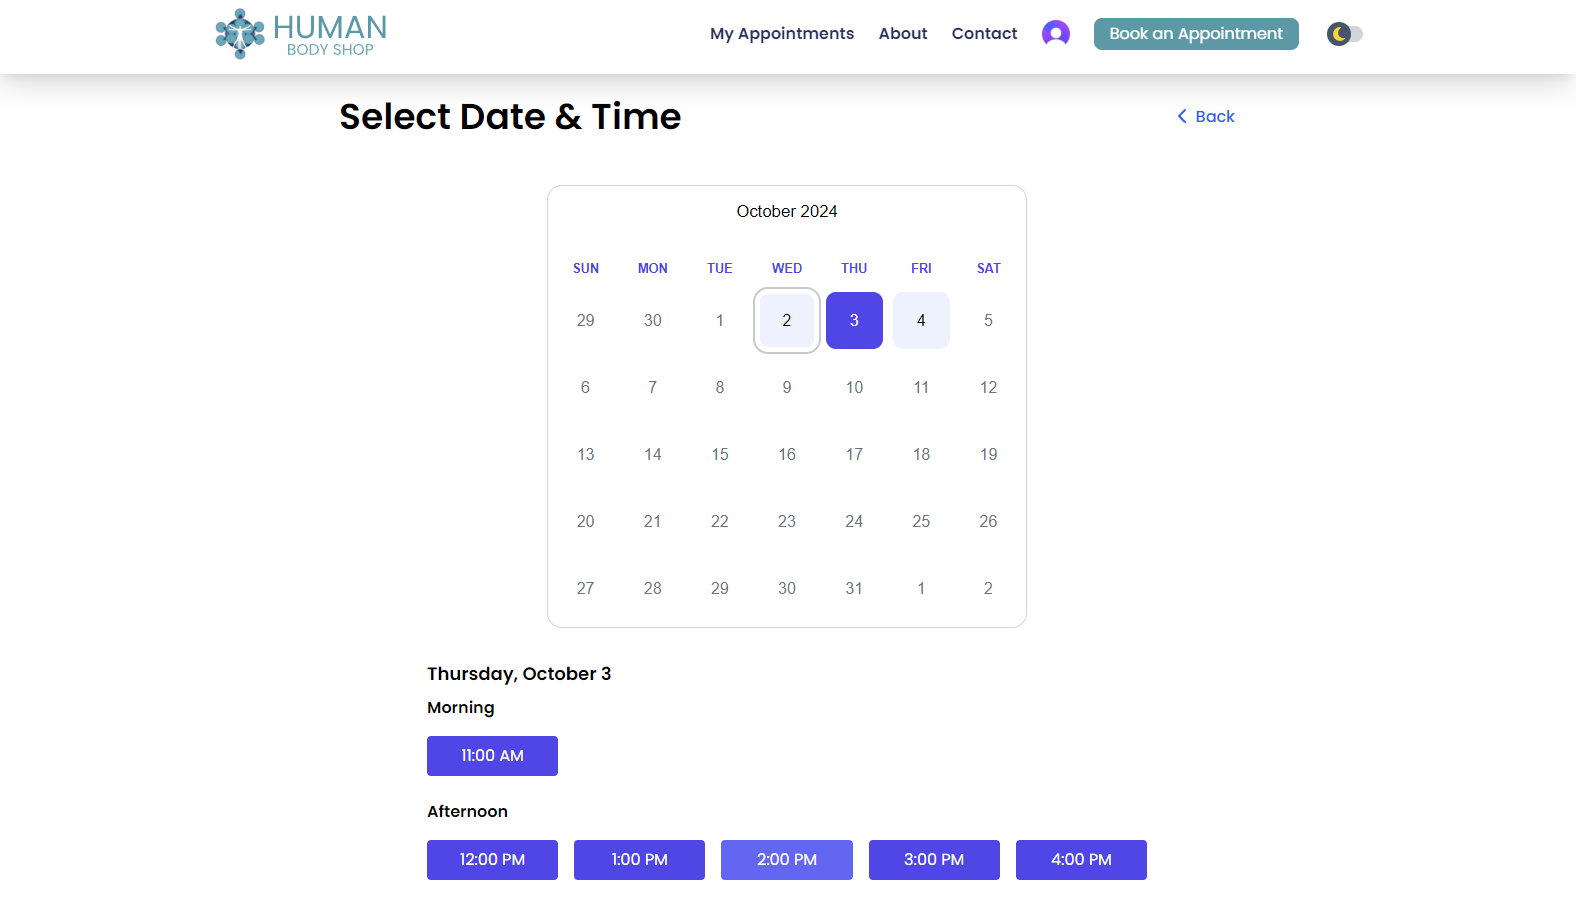 HUMAN
BODY SHOP
My Appointments About Contact Book an Appointment
Select Date & Time
Back
October 2024
SUN MON TUE WED THU FRI SAT
29 30 1 2 3 4 5
6 7 8 9 10 11 12
13 14 15 16 17 18 19
20 21 22 23 24 25 26
27 28 29 30 31 1 2
Thursday, October 3
Morning
11:00 AM
Afternoon
12:00 PM 1:00 PM 2:00 PM 3:00 PM 4:00 PM